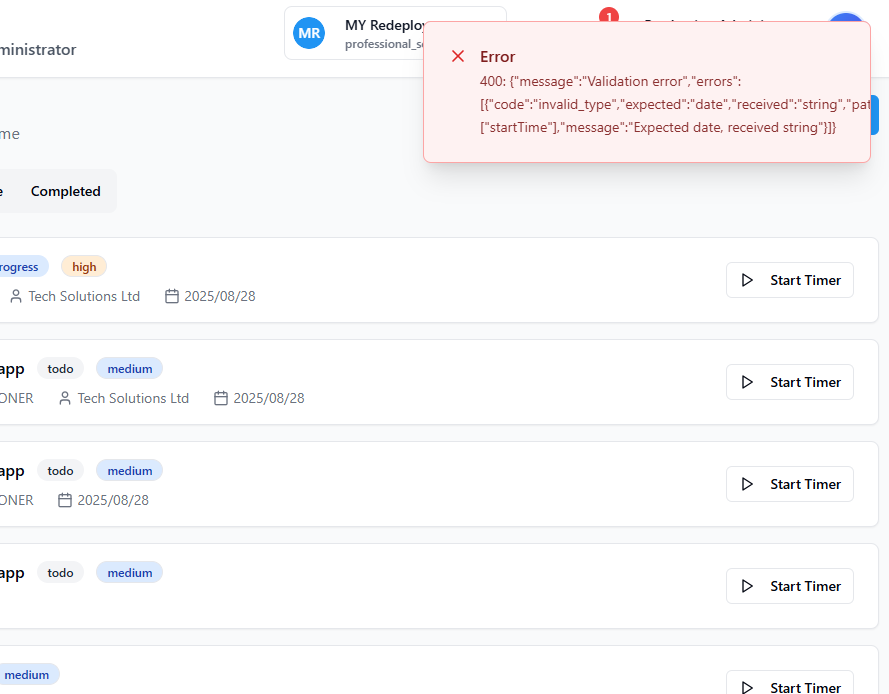 ministrator
MR
MY Redeploy
professional_se
1
Error
400: {"message":"Validation error","errors":
[{"code":"invalid_type","expected":"date","received":"string","pat
["startTime"],"message":"Expected date, received string"}]}
me
e
Completed
rogress
high
Tech Solutions Ltd
2025/08/28
Start Timer
app
todo
medium
ONER
Tech Solutions Ltd
2025/08/28
Start Timer
app
todo
medium
ONER
2025/08/28
Start Timer
app
todo
medium
Start Timer
medium
Start Timer